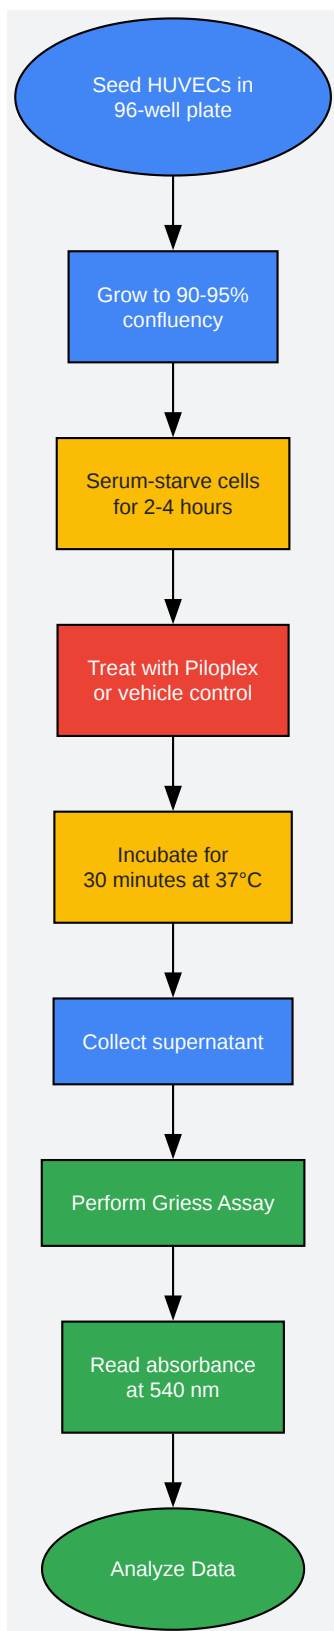 Seed HUVECs in
96-well plate
Grow to 90-95%
confluency
Serum-starve cells
for 2-4 hours
Treat with Piloplex
or vehicle control
Incubate for
30 minutes at 37°C
Collect supernatant
Perform Griess Assay
Read absorbance
at 540 nm
Analyze Data